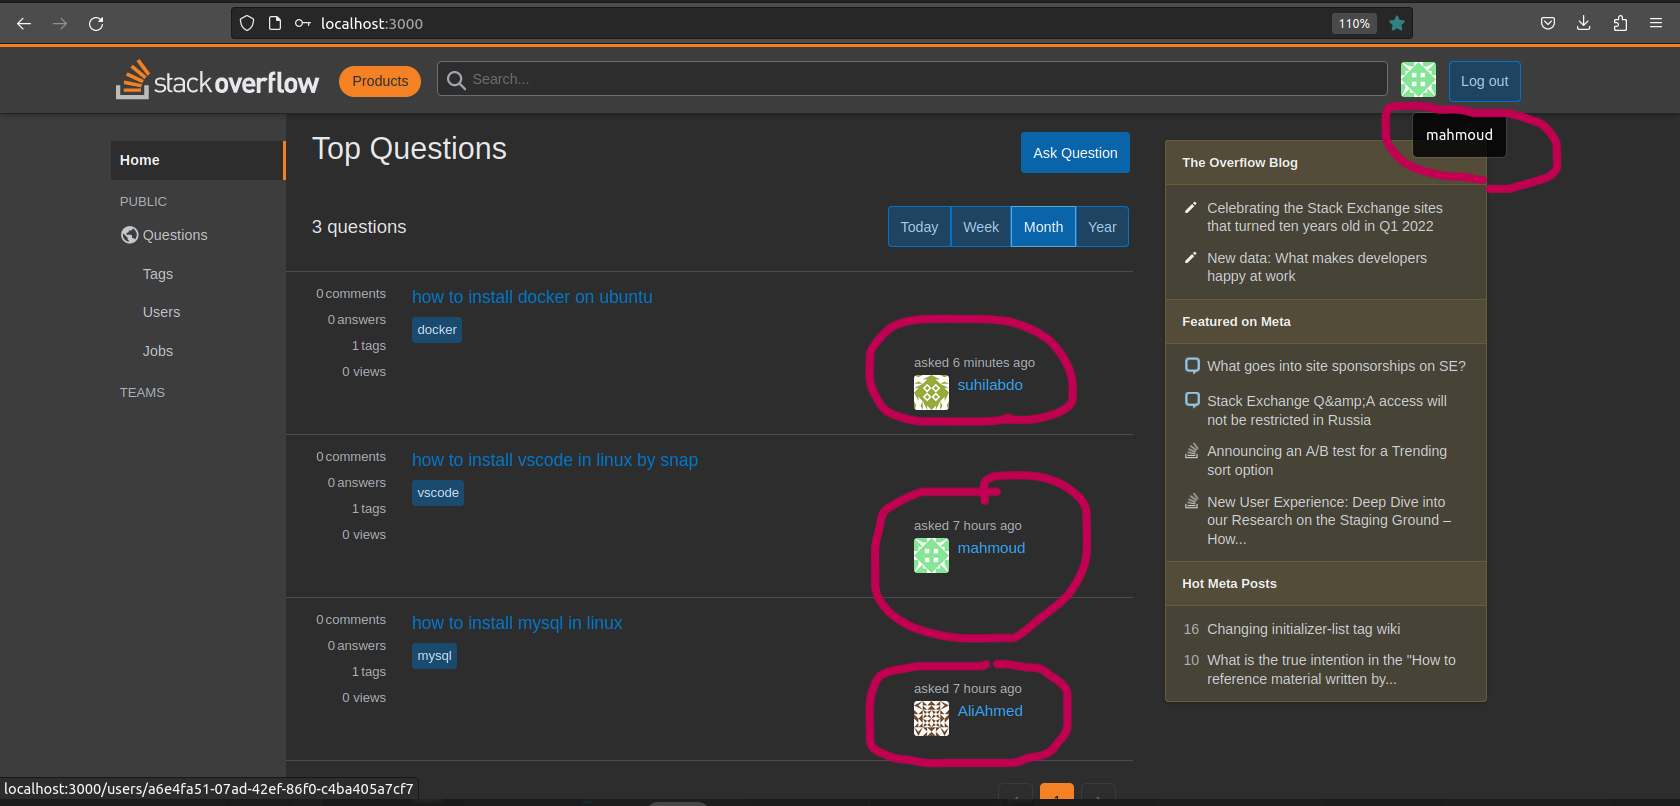 localhost:3000
110%
stackoverflow
Products
Search...
Log out
mahmoud
Home
PUBLIC
Questions
Tags
Users
Jobs
TEAMS
Top Questions
Ask Question
3 questions
Today
Week
Month
Year
0 comments
0 answers
1 tags
0 views
how to install docker on ubuntu
docker
asked 6 minutes ago
suhilabdo
0 comments
0 answers
1 tags
0 views
how to install vscode in linux by snap
vscode
asked 7 hours ago
mahmoud
0 comments
0 answers
1 tags
0 views
how to install mysql in linux
mysql
asked 7 hours ago
AliAhmed
The Overflow Blog
Celebrating the Stack Exchange sites
that turned ten years old in Q1 2022
New data: What makes developers
happy at work
Featured on Meta
What goes into site sponsorships on SE?
Stack Exchange Q&amp;A access will
not be restricted in Russia
Announcing an A/B test for a Trending
sort option
New User Experience: Deep Dive into
our Research on the Staging Ground –
How...
Hot Meta Posts
16 Changing initializer-list tag wiki
10 What is the true intention in the "How to
reference material written by...
localhost:3000/users/a6e4fa51-07ad-42ef-86f0-c4ba405a7cf7
1